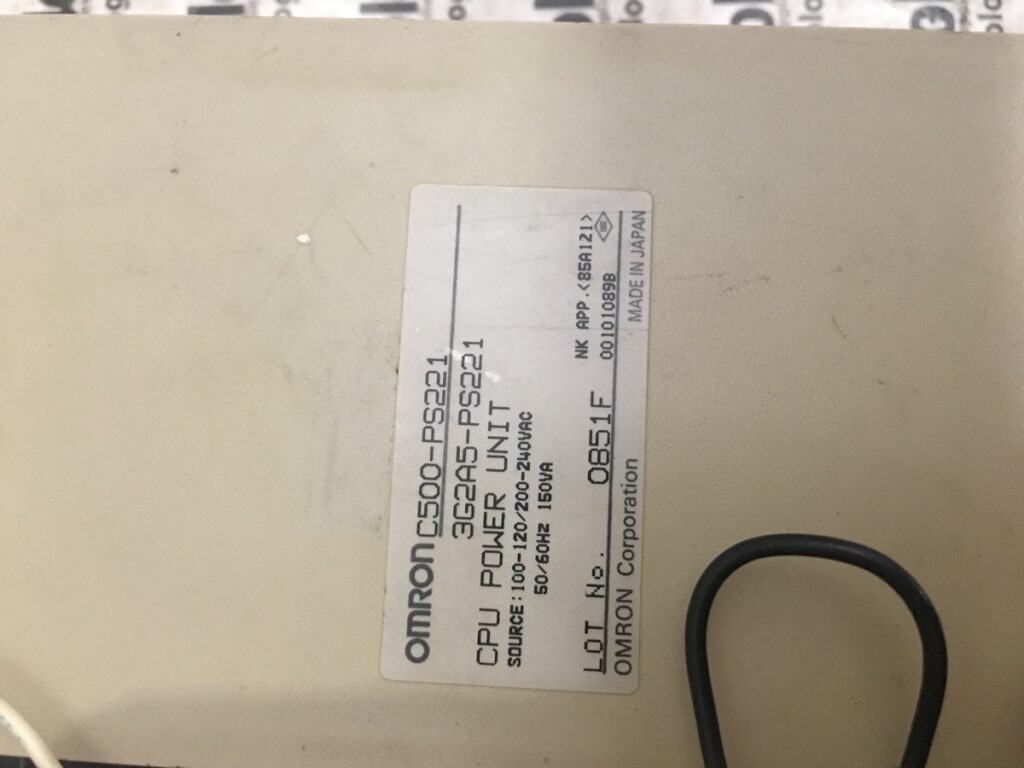 OMRON C500-PS221
3G2A5-PS221
CPU POWER UNIT
SOURCE:100-120/200-240VAC
50/60HZ 150VA
NK APP.<85A121>
LOT No. 0851F 00101089B
OMRON Corporation MADE IN JAPAN